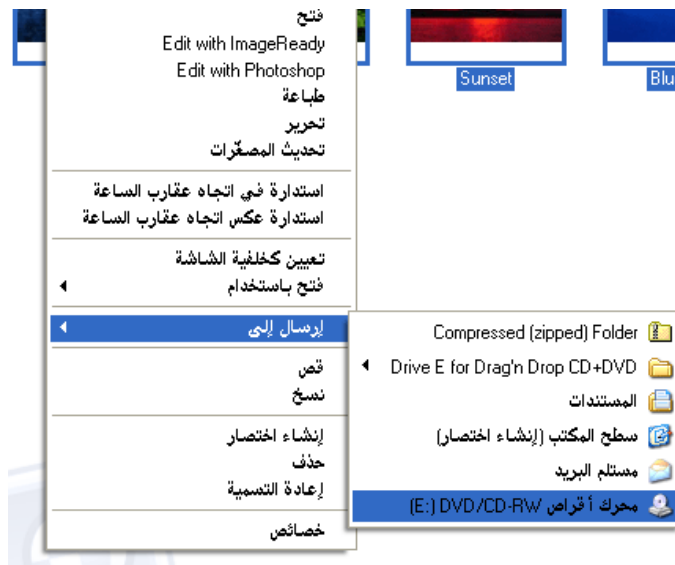 فتح
Edit with ImageReady
Edit with Photoshop
طباعة
تحرير
تحديث المصغّرات
استدارة في اتجاه عقارب الساعة
استدارة عكس اتجاه عقارب الساعة
تعيين كخلفية الشاشة
فتح باستخدام
إرسال إلى
قص
نسخ
إنشاء اختصار
حذف
إعادة التسمية
خصائص
Compressed (zipped) Folder
Drive E for Drag'n Drop CD+DVD
المستندات
سطح المكتب (إنشاء اختصار)
مستلم البريد
محرك أقراص DVD/CD-RW (E:)
Sunset
Blu